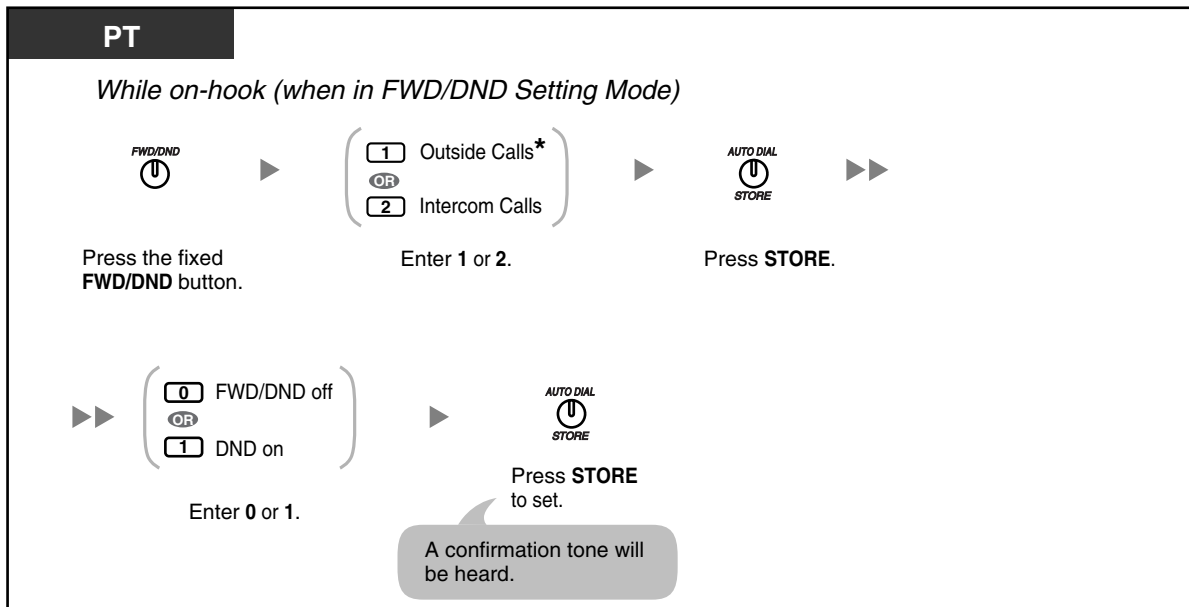 PT
While on-hook (when in FWD/DND Setting Mode)
FWD/DND
1 Outside Calls*
OR
2 Intercom Calls
AUTO DIAL
STORE
Press the fixed
FWD/DND button.
Enter 1 or 2.
Press STORE.
0 FWD/DND off
OR
1 DND on
AUTO DIAL
STORE
Enter 0 or 1.
Press STORE
to set.
A confirmation tone will
be heard.